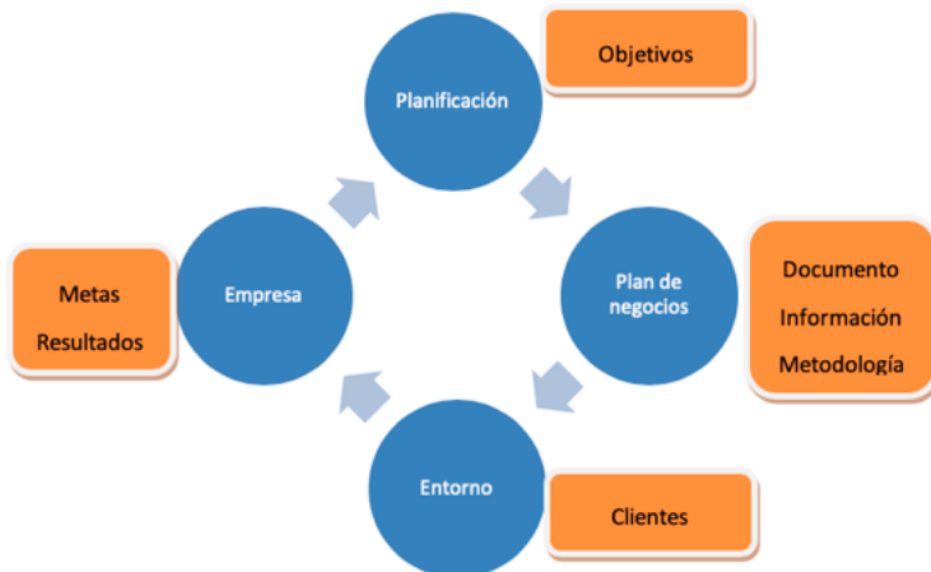 Objetivos
Planificación
Plan de
negocios
Documento
Información
Metodología
Entorno
Clientes
Empresa
Metas
Resultados